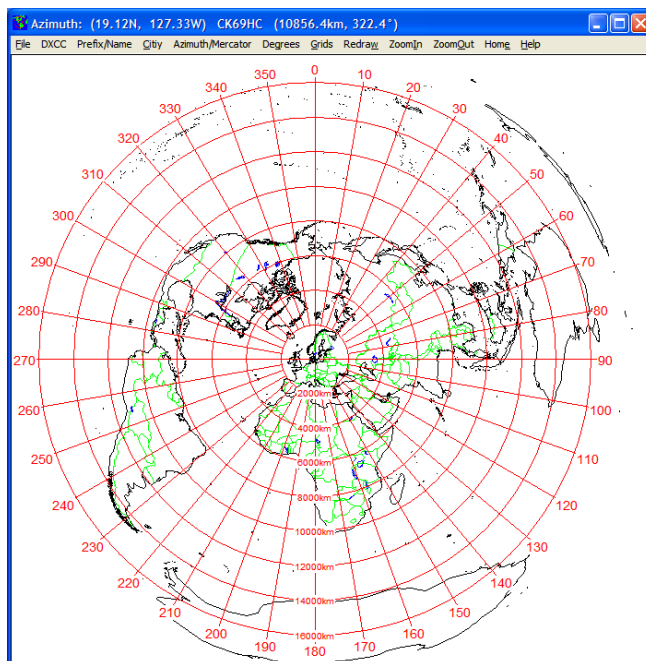 Azimuth: (19.12N, 127.33W) CK69HC (10856.4km, 322.4°)
File DXCC Prefix/Name Citiy Azimuth/Mercator Degrees Grids Redraw ZoomIn ZoomOut Home Help
0
350 10
340 20
330 30
320 40
310 50
300 60
290 70
280 80
270 90
260 100
250 110
240 120
230 130
220 140
210 150
200 160
190 170
180
2000km
4000km
6000km
8000km
10000km
14000km
16000km